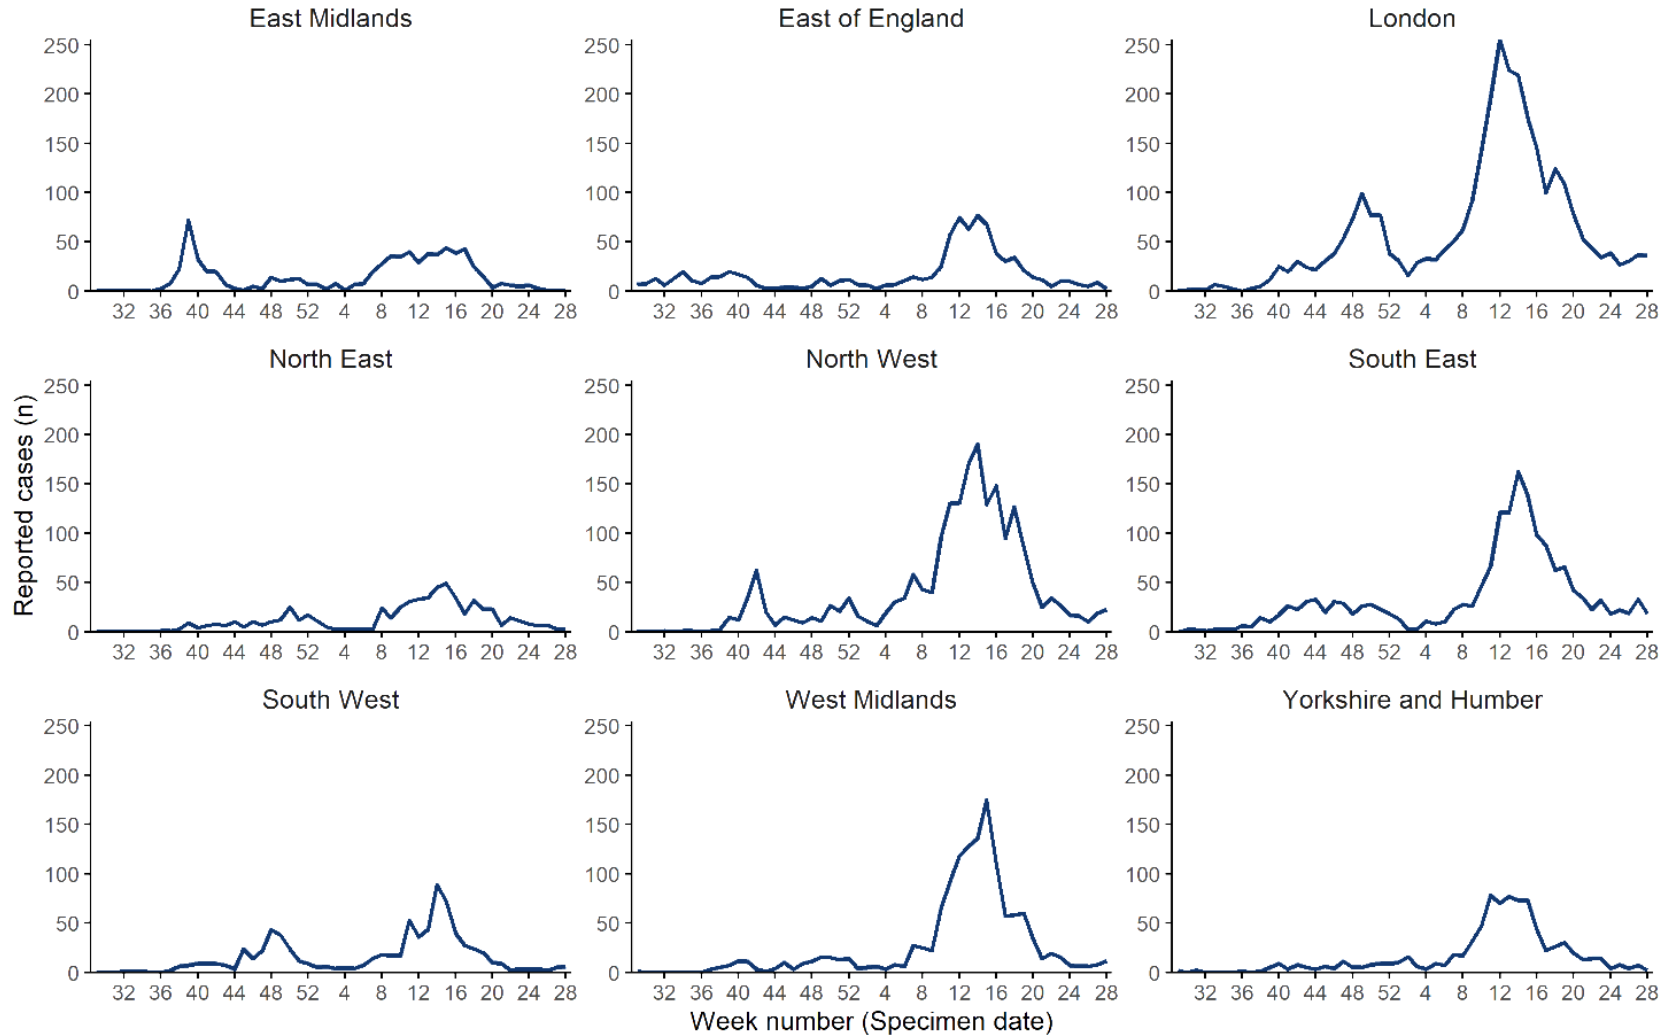 East Midlands East of England London
250 250 250
200 200 200
150 150 150
100 100 100
50 50 50
0 0 0
32 36 40 44 48 52 4 8 12 16 20 24 28 32 36 40 44 48 52 4 8 12 16 20 24 28 32 36 40 44 48 52 4 8 12 16 20 24 28
North East North West South East
250 250 250
200 200 200
150 150 150
100 100 100
50 50 50
0 0 0
32 36 40 44 48 52 4 8 12 16 20 24 28 32 36 40 44 48 52 4 8 12 16 20 24 28 32 36 40 44 48 52 4 8 12 16 20 24 28
Reported cases (n)
South West West Midlands Yorkshire and Humber
250 250 250
200 200 200
150 150 150
100 100 100
50 50 50
0 0 0
32 36 40 44 48 52 4 8 12 16 20 24 28 32 36 40 44 48 52 4 8 12 16 20 24 28 32 36 40 44 48 52 4 8 12 16 20 24 28
Week number (Specimen date)